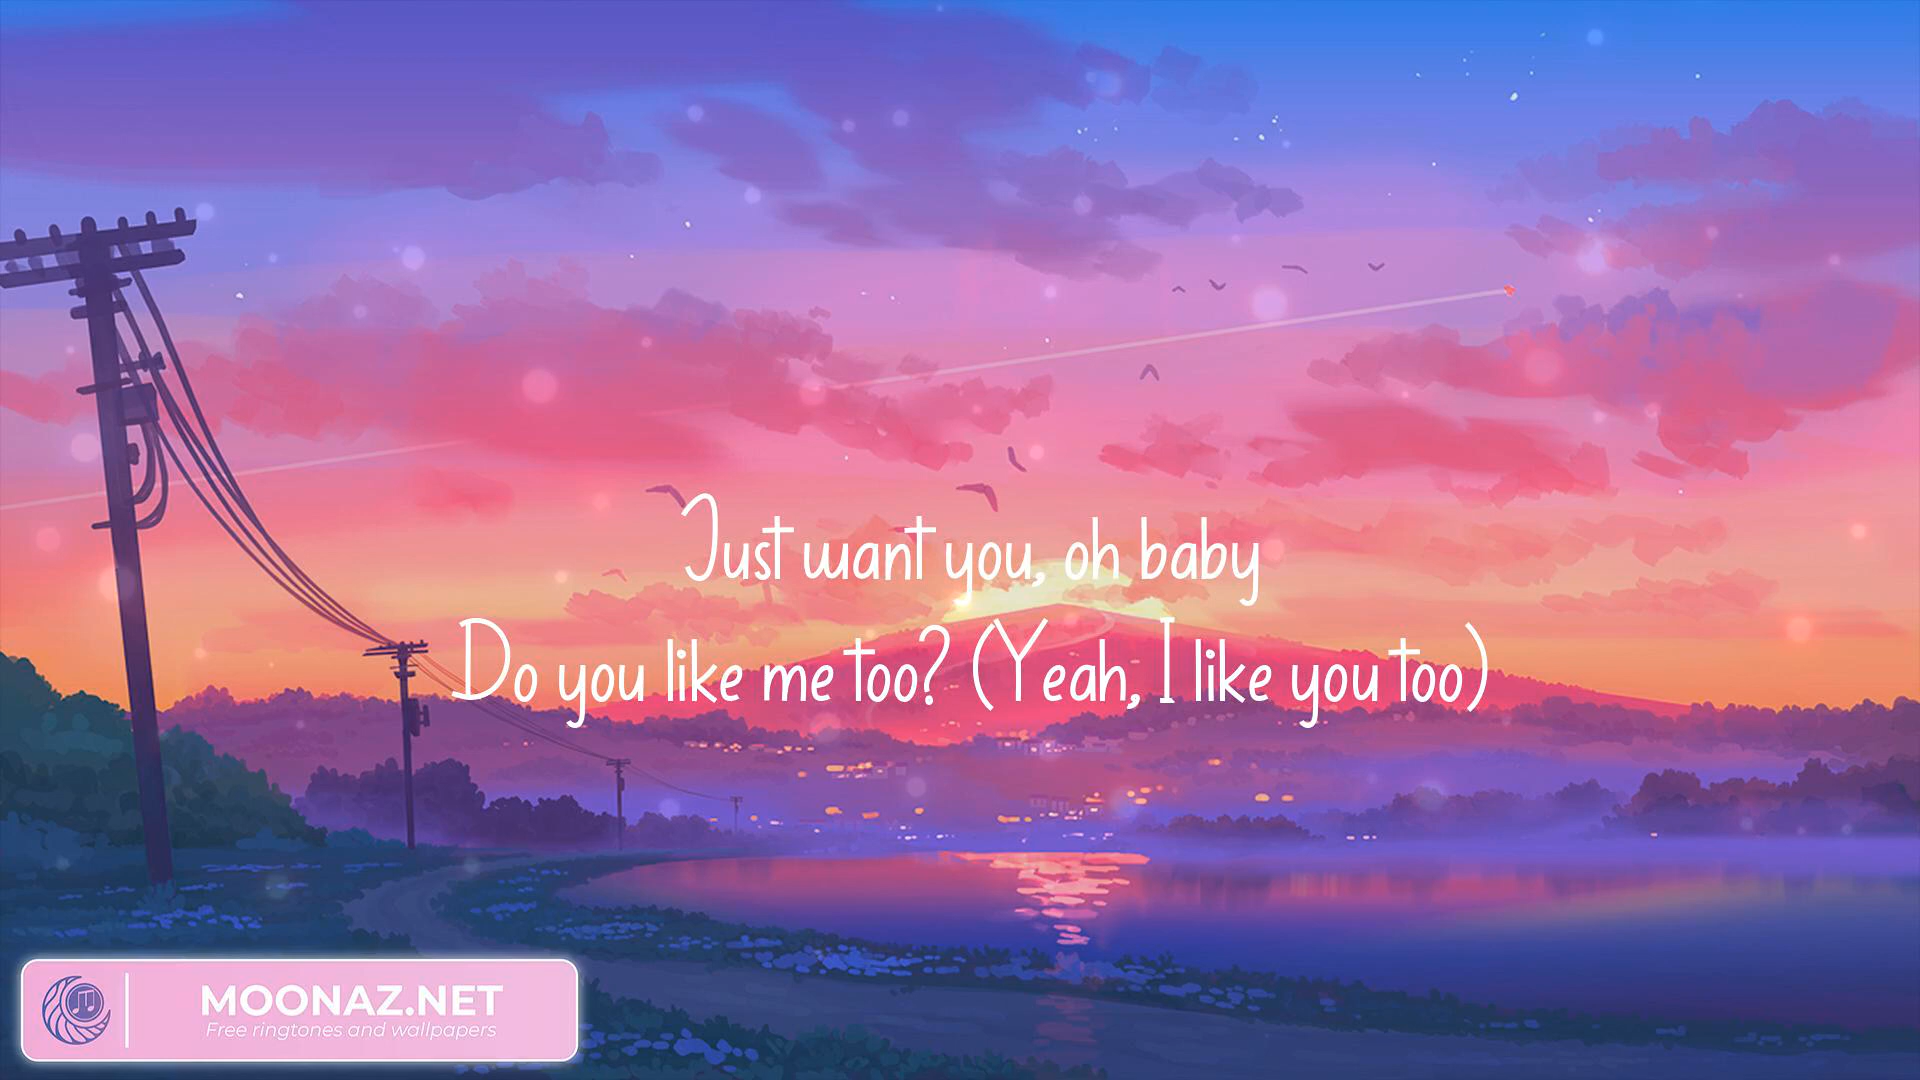 Just want you, oh baby
Do you like me too? (Yeah, I like you too)
MOONAZ.NET
Free ringtones and wallpapers